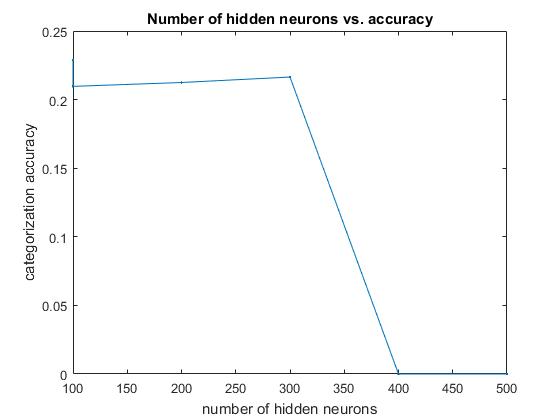 Number of hidden neurons vs. accuracy
0.25
0.2
0.15
0.1
0.05
0
100 150 200 250 300 350 400 450 500
categorization accuracy
number of hidden neurons